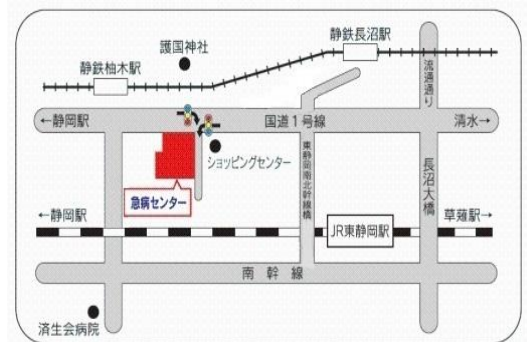 静鉄長沼駅
護国神社
静鉄柚木駅
流通通り
←静岡駅
国道1号線
清水→
ショッピングセンター
東静岡南北幹線橋
長沼大橋
急病センター
←静岡駅
草薙駅→
JR東静岡駅
南幹線
済生会病院